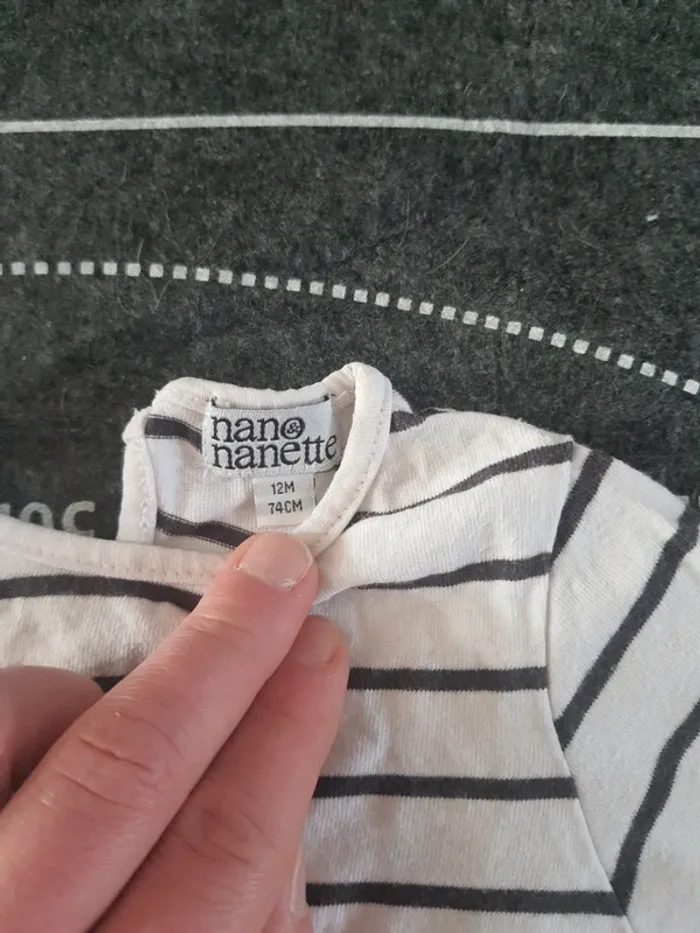 nano &
nanette
12M
74CM